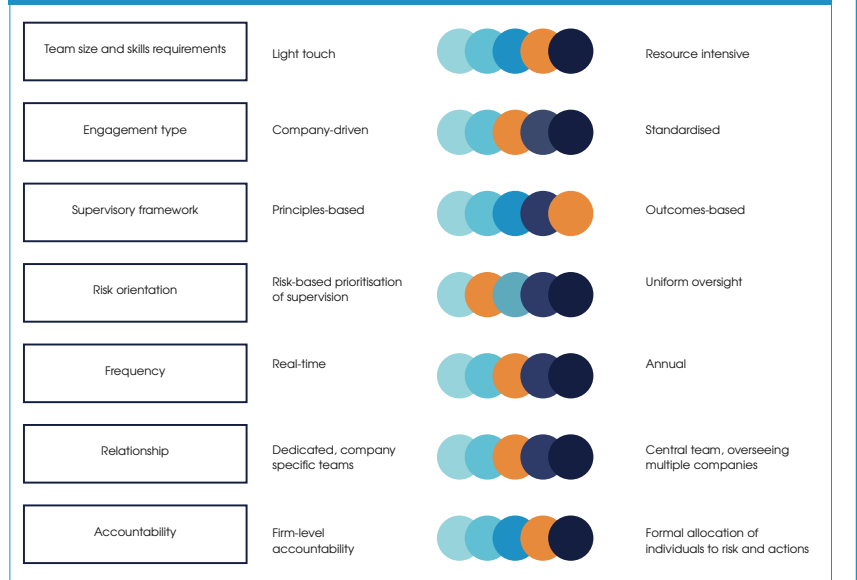 Team size and skills requirements
Light touch
Resource intensive
Engagement type
Company-driven
Standardised
Supervisory framework
Principles-based
Outcomes-based
Risk orientation
Risk-based prioritisation
of supervision
Uniform oversight
Frequency
Real-time
Annual
Relationship
Dedicated, company
specific teams
Central team, overseeing
multiple companies
Accountability
Firm-level
accountability
Formal allocation of
individuals to risk and actions